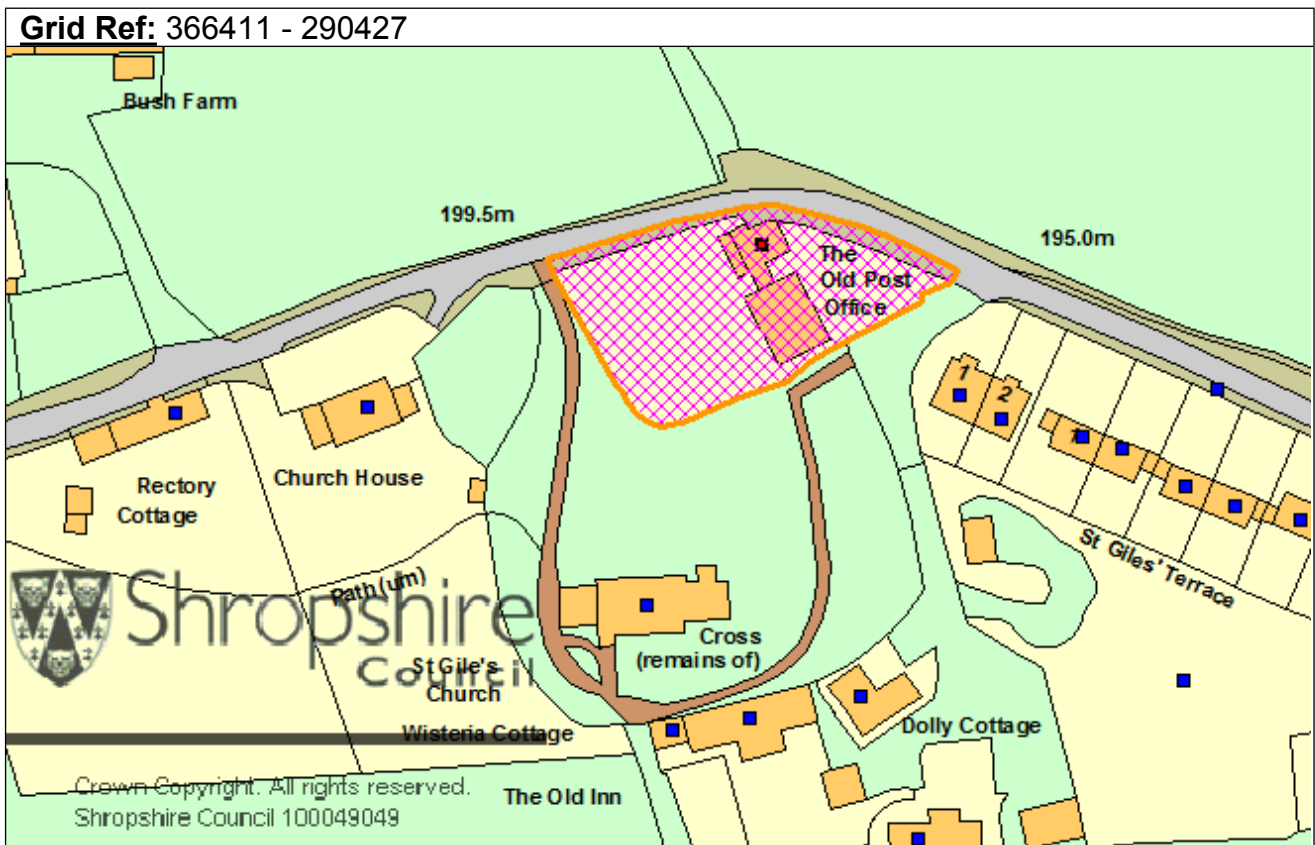 Grid Ref: 366411 - 290427
Bush Farm
199.5m
195.0m
The
Old Post
Office
1
2
Rectory
Cottage
Church House
St Giles' Terrace
Path (um)
Shropshire
Council
St Gile's
Church
Cross
(remains of)
Wisteria Cottage
Dolly Cottage
The Old Inn
Crown Copyright. All rights reserved.
Shropshire Council 100049049